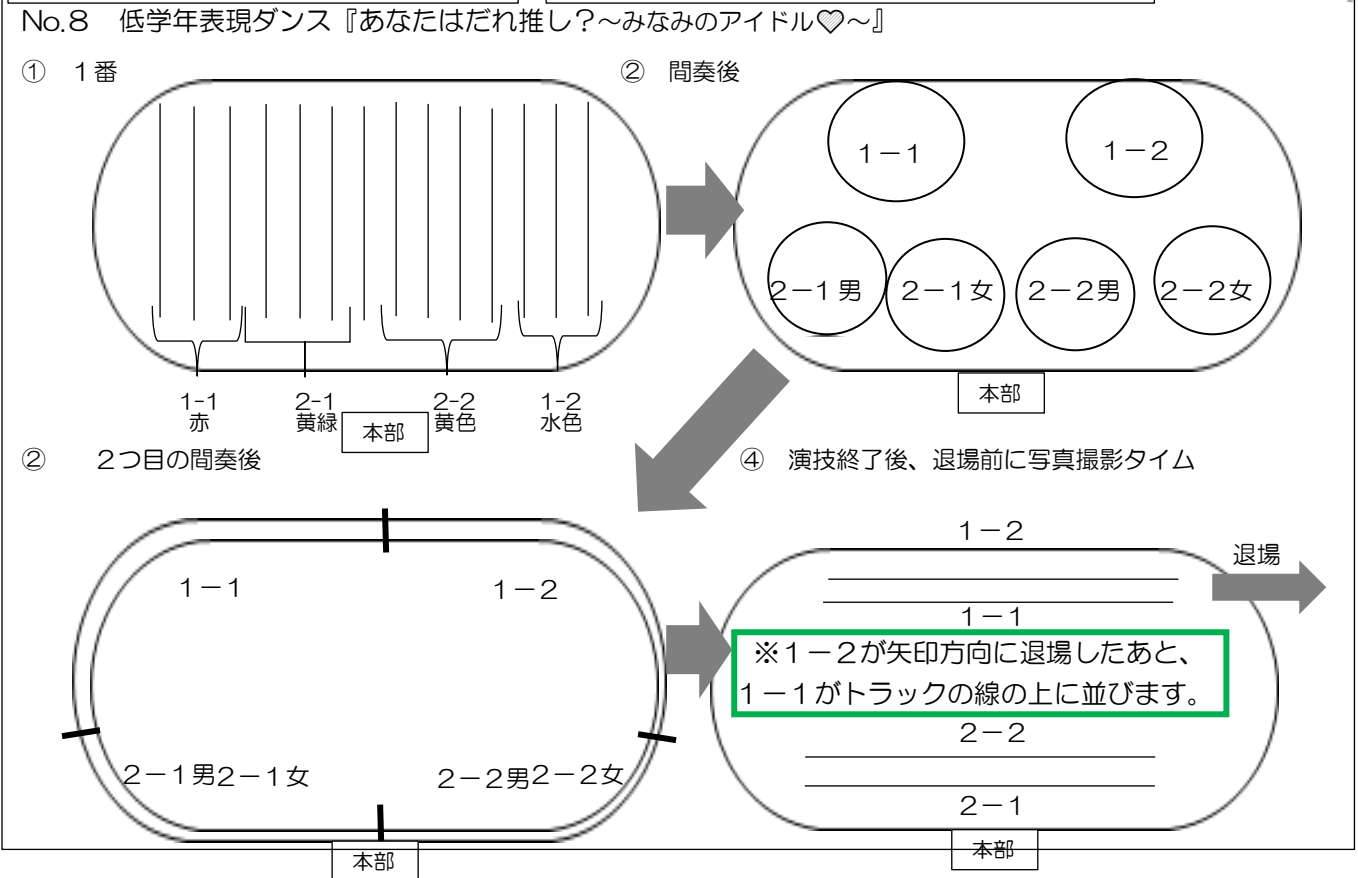 No.8　低学年表現ダンス『あなたはだれ推し？～みなみのアイドル♡～』
①　１番
1-1
赤
2-1
黄緑
本部
2-2
黄色
1-2
水色
②　間奏後
１－１
１－２
２－１男
２－１女
２－２男
２－２女
本部
②　２つ目の間奏後
１－１
１－２
２－１男２－１女
２－２男２－２女
本部
④　演技終了後、退場前に写真撮影タイム
１－２
退場
１－１
※１－２が矢印方向に退場したあと、
１－１がトラックの線の上に並びます。
２－２
２－１
本部